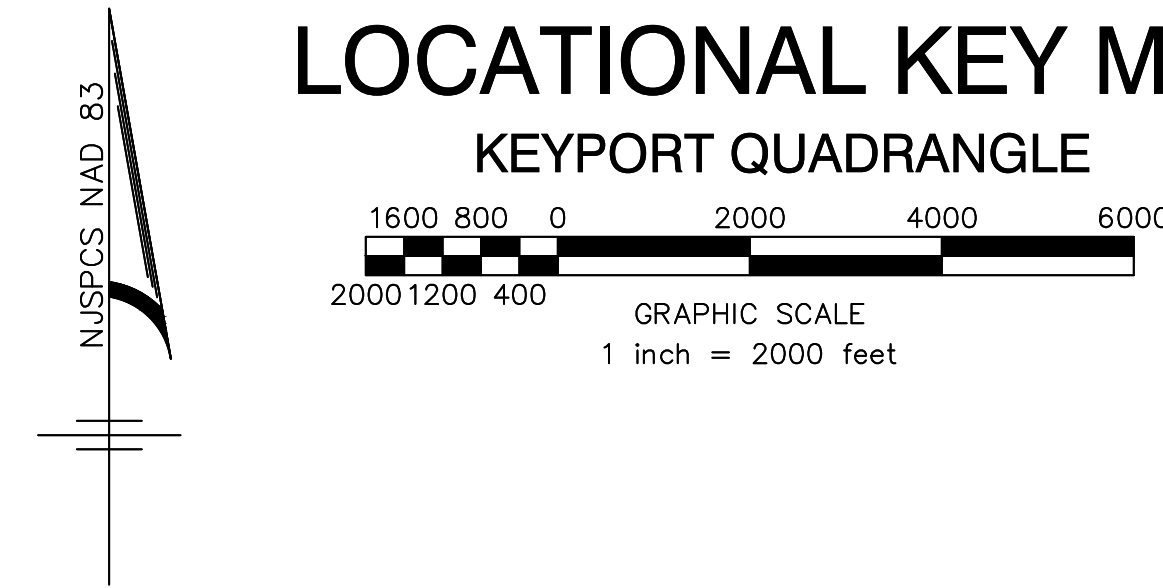 LOCATIONAL KEY M
KEYPORT QUADRANGLE
1600 800 0 2000 4000 6000
2000 1200 400
GRAPHIC SCALE
1 inch = 2000 feet
NJSPCS NAD 83